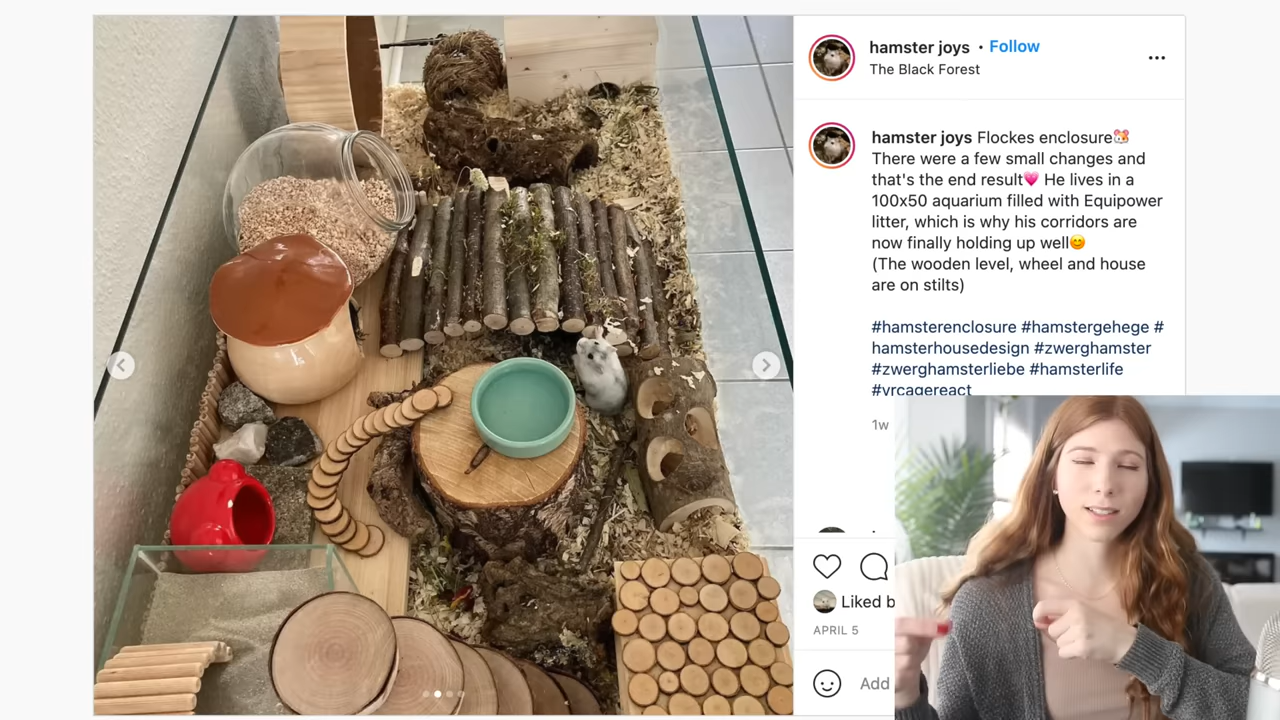 hamster joys • Follow
The Black Forest
hamster joys Flockes enclosure🐹
There were a few small changes and
that's the end result💗 He lives in a
100x50 aquarium filled with Equipower
litter, which is why his corridors are
now finally holding up well😊
(The wooden level, wheel and house
are on stilts)
#hamsterenclosure #hamstergehege #
hamsterhousedesign #zwerghamster
#zwerghamsterliebe #hamsterlife
#vrcagereact
1w
Liked b
APRIL 5
Add